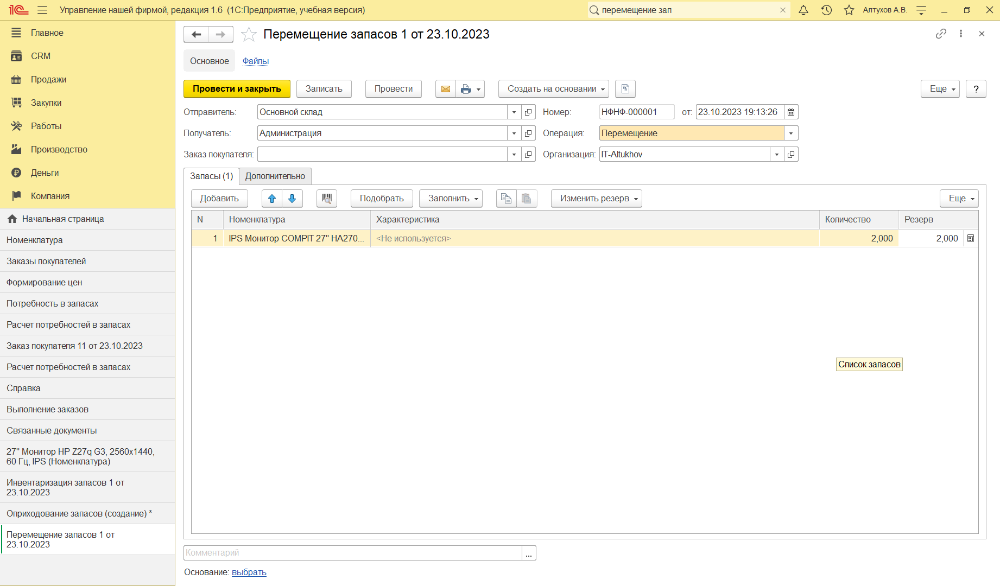 1С Управление нашей фирмой, редакция 1.6 (1С:Предприятие, учебная версия) перемещение зап Алтухов А.В.
Главное
CRM
Продажи
Закупки
Работы
Производство
Деньги
Компания
Начальная страница
Номенклатура
Заказы покупателей
Формирование цен
Потребность в запасах
Расчет потребностей в запасах
Заказ покупателя 11 от 23.10.2023
Расчет потребностей в запасах
Справка
Выполнение заказов
Связанные документы
27" Монитор HP Z27q G3, 2560x1440,
60 Гц, IPS (Номенклатура)
Инвентаризация запасов 1 от
23.10.2023
Оприходование запасов (создание) *
Перемещение запасов 1 от
23.10.2023
Перемещение запасов 1 от 23.10.2023
Основное Файлы
Провести и закрыть Записать Провести Создать на основании Еще ?
Отправитель: Основной склад Номер: НФНФ-000001 от: 23.10.2023 19:13:26
Получатель: Администрация Операция: Перемещение
Заказ покупателя: Организация: IT-Altukhov
Запасы (1) Дополнительно
Добавить Подобрать Заполнить Изменить резерв Еще
N Номенклатура Характеристика Количество Резерв
1 IPS Монитор COMPIT 27" HA270... <Не используется> 2,000 2,000
Список запасов
Комментарий ...
Основание: выбрать